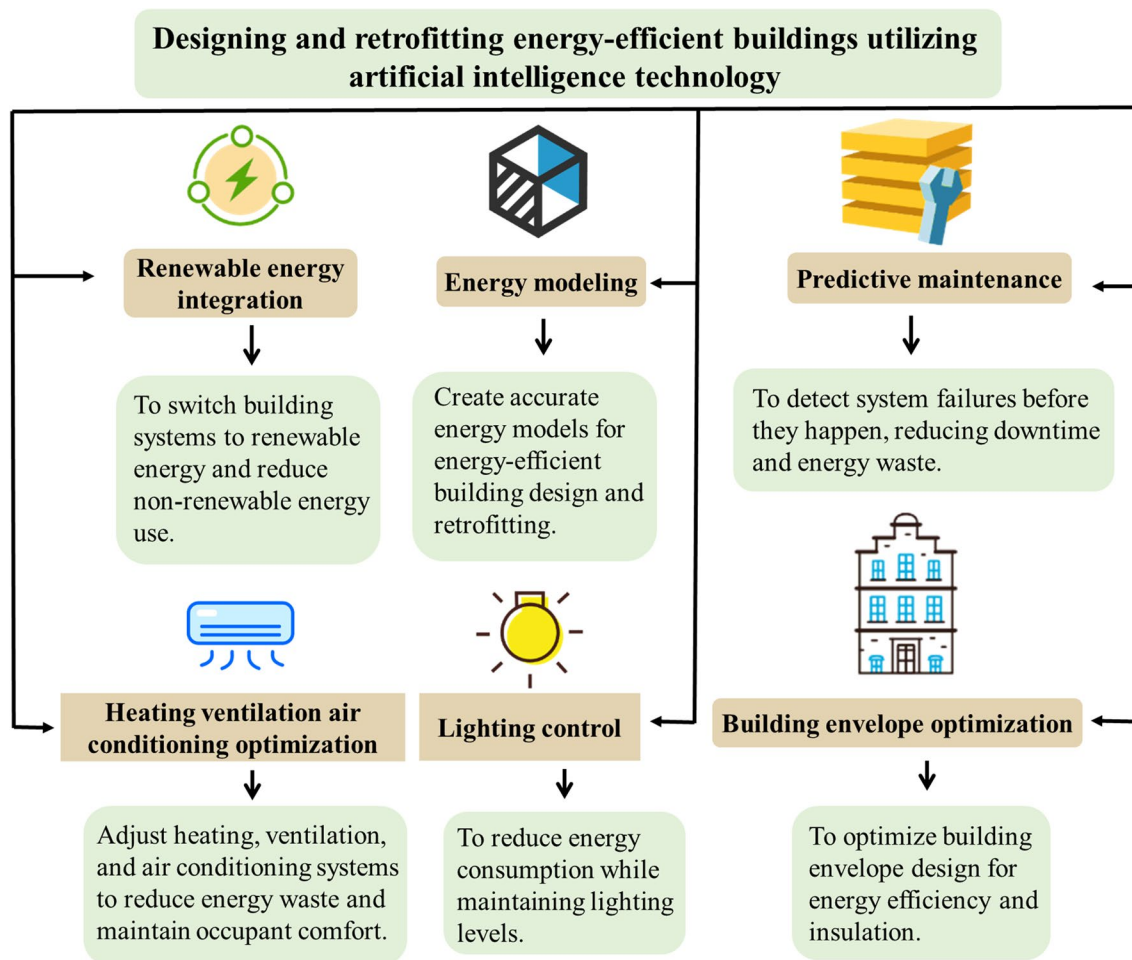 Designing and retrofitting energy-efficient buildings utilizing
artificial intelligence technology
Renewable energy
integration
To switch building
systems to renewable
energy and reduce
non-renewable energy
use.
Energy modeling
Create accurate
energy models for
energy-efficient
building design and
retrofitting.
Predictive maintenance
To detect system failures before
they happen, reducing downtime
and energy waste.
Heating ventilation air
conditioning optimization
Adjust heating, ventilation,
and air conditioning systems
to reduce energy waste and
maintain occupant comfort.
Lighting control
To reduce energy
consumption while
maintaining lighting
levels.
Building envelope optimization
To optimize building
envelope design for
energy efficiency and
insulation.